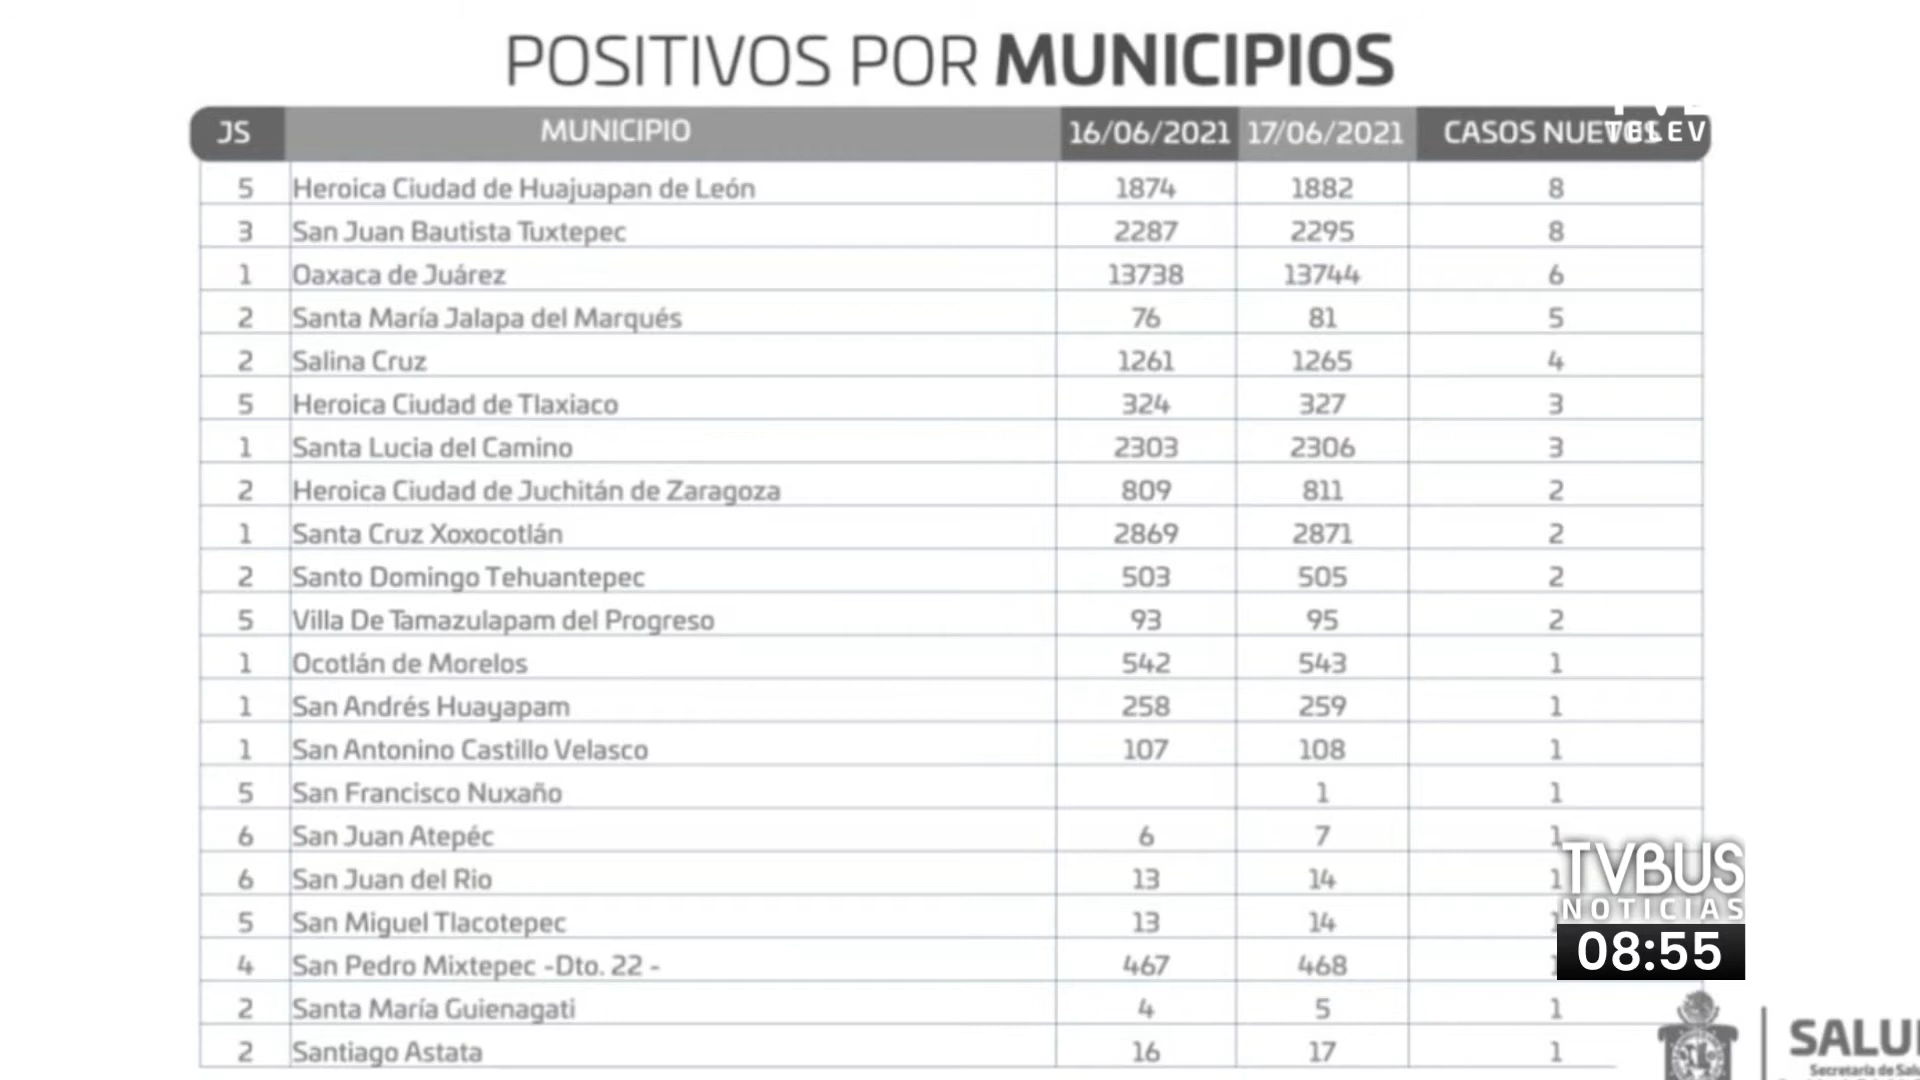 POSITIVOS POR MUNICIPIOS
JS MUNICIPIO 16/06/2021 17/06/2021 CASOS
TELEV
5 Heroica Ciudad de Huajuapan de León 1874 1882 8
3 San Juan Bautista Tuxtepec 2287 2295 8
1 Oaxaca de Juárez 13738 13744 6
2 Santa María Jalapa del Marqués 76 81 5
2 Salina Cruz 1261 1265 4
5 Heroica Ciudad de Tlaxiaco 324 327 3
1 Santa Lucia del Camino 2303 2306 3
2 Heroica Ciudad de Juchitán de Zaragoza 809 811 2
1 Santa Cruz Xoxocotlán 2869 2871 2
2 Santo Domingo Tehuantepec 503 505 2
5 Villa De Tamazulapam del Progreso 93 95 2
1 Ocotlán de Morelos 542 543 1
1 San Andrés Huayapam 258 259 1
1 San Antonino Castillo Velasco 107 108 1
5 San Francisco Nuxaño 1 1
6 San Juan Atepéc 6 7 1
6 San Juan del Rio 13 14 1
5 San Miguel Tlacotepec 13 14
4 San Pedro Mixtepec -Dto. 22 - 467 468
2 Santa María Guienagati 4 5 1
2 Santiago Astata 16 17 1
TVBUS
NOTICIAS
08:55
SALU
Secretaría de Salu